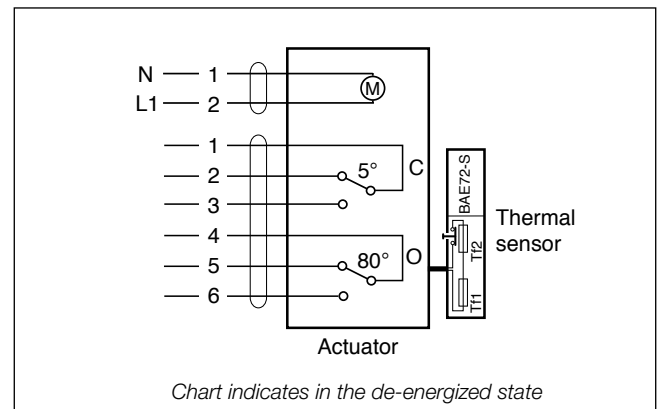 N 1
L1 2
M
1
2
3
4
5
6
5°
C
80°
O
BAE72-S
Tf2
Tf1
Thermal
sensor
Actuator
Chart indicates in the de-energized state